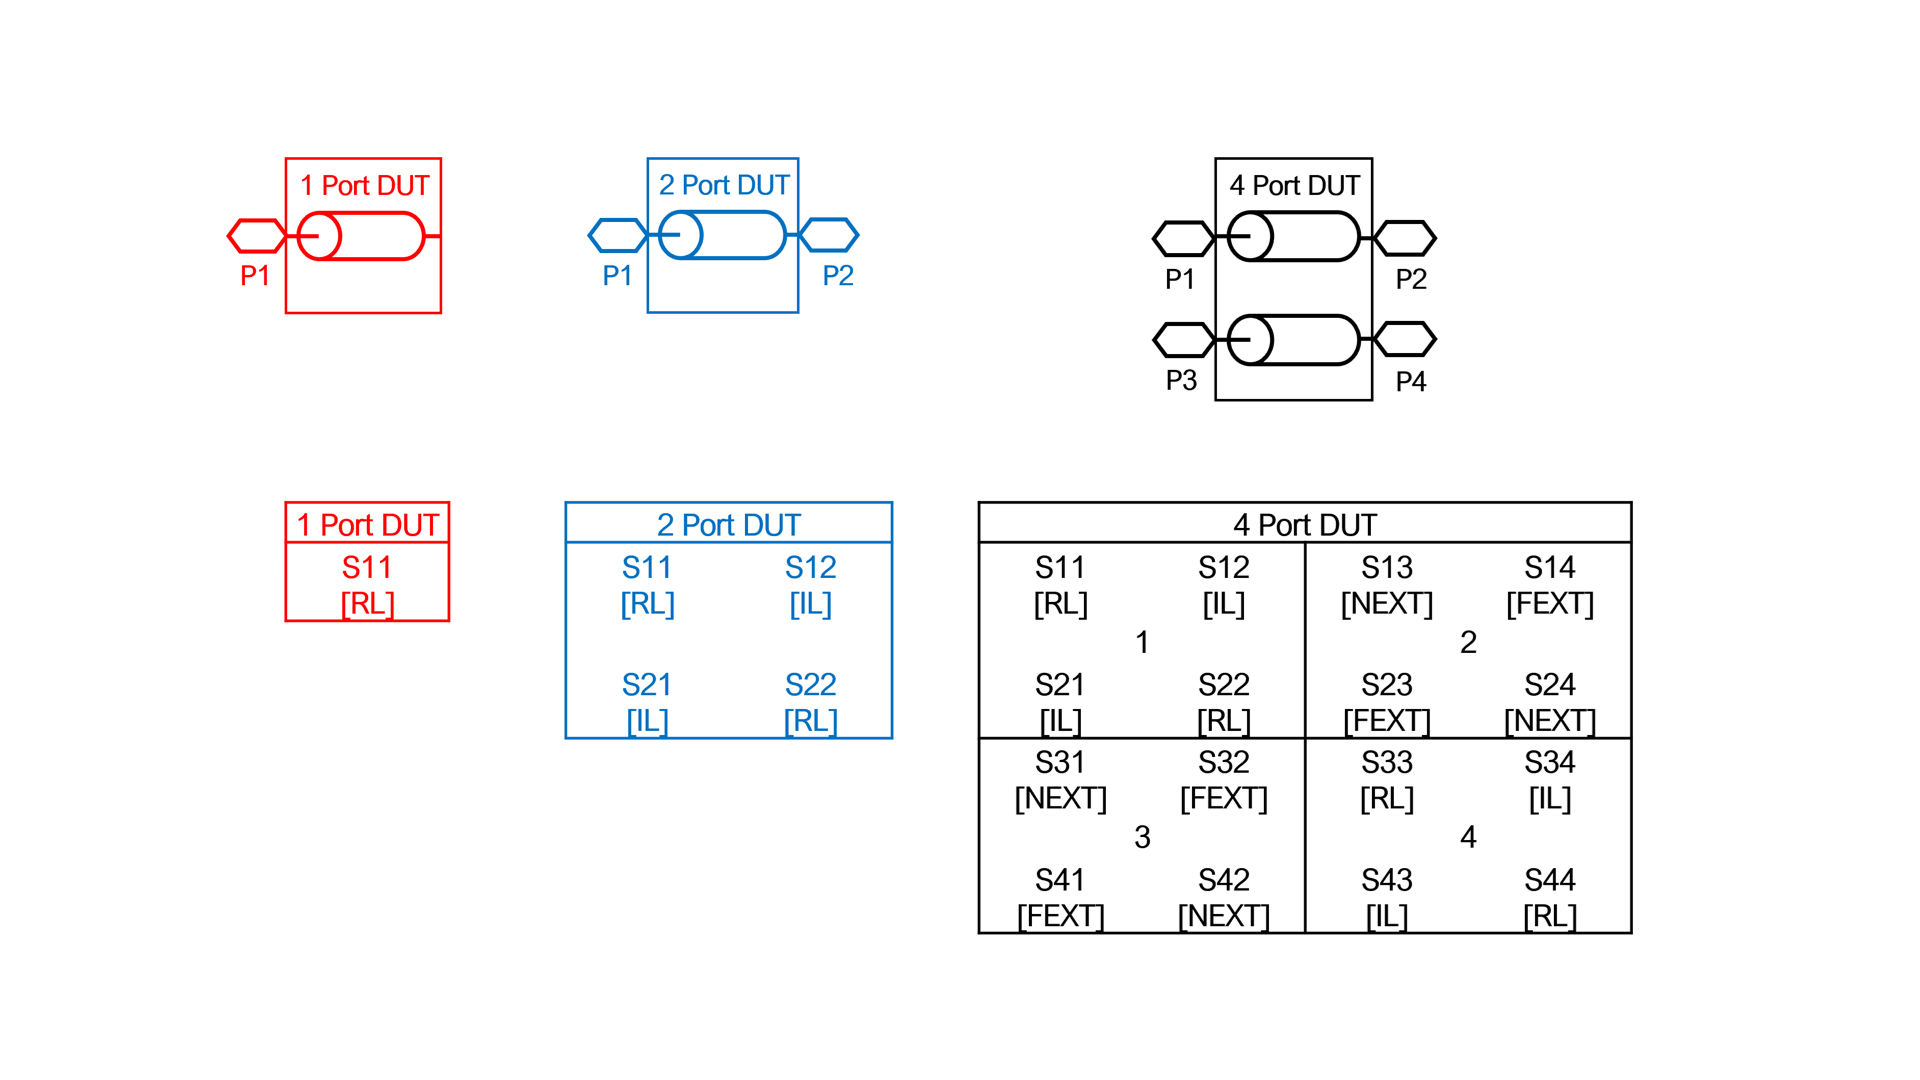 1 Port DUT
P1
2 Port DUT
P1
P2
4 Port DUT
P1
P2
P3
P4
1 Port DUT
S11
[RL]
2 Port DUT
S11 S12
[RL] [IL]
S21 S22
[IL] [RL]
4 Port DUT
S11 S12 S13 S14
[RL] [IL] [NEXT] [FEXT]
1 2
S21 S22 S23 S24
[IL] [RL] [FEXT] [NEXT]
S31 S32 S33 S34
[NEXT] [FEXT] [RL] [IL]
3 4
S41 S42 S43 S44
[FEXT] [NEXT] [IL] [RL]